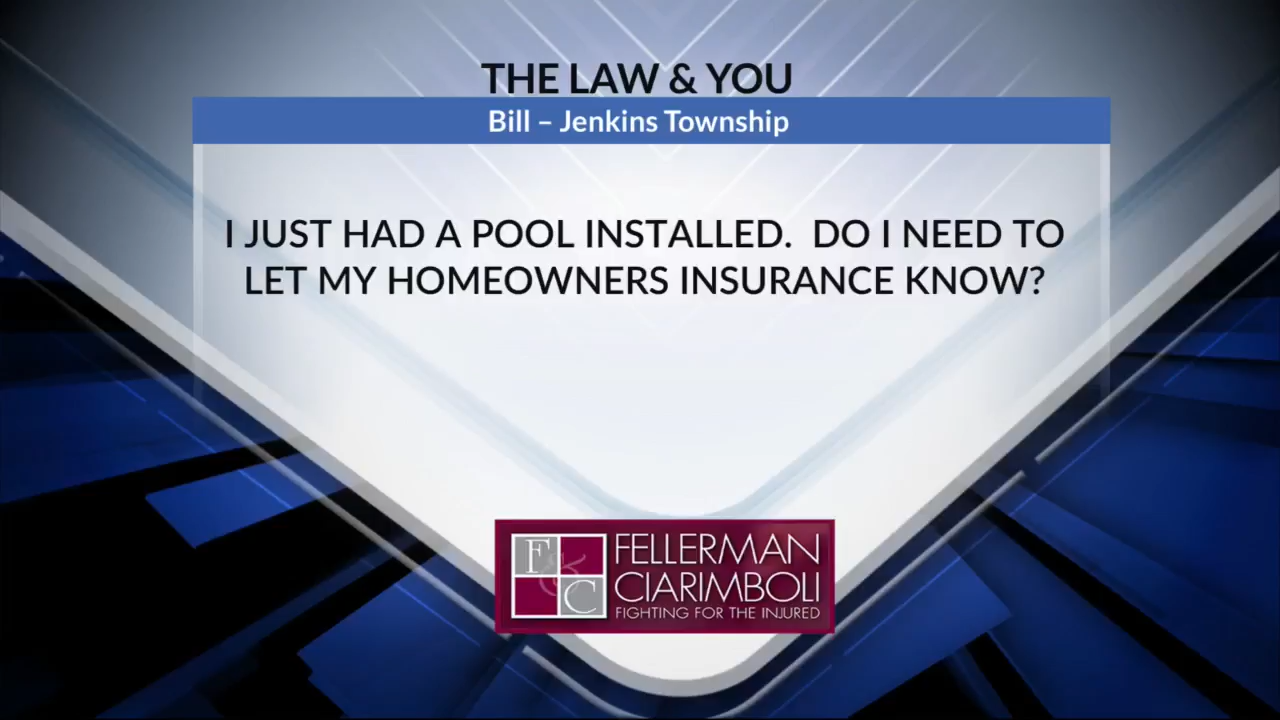 THE LAW & YOU
Bill – Jenkins Township
I JUST HAD A POOL INSTALLED.  DO I NEED TO
LET MY HOMEOWNERS INSURANCE KNOW?
F & C
FELLERMAN
CIARIMBOLI
FIGHTING FOR THE INJURED